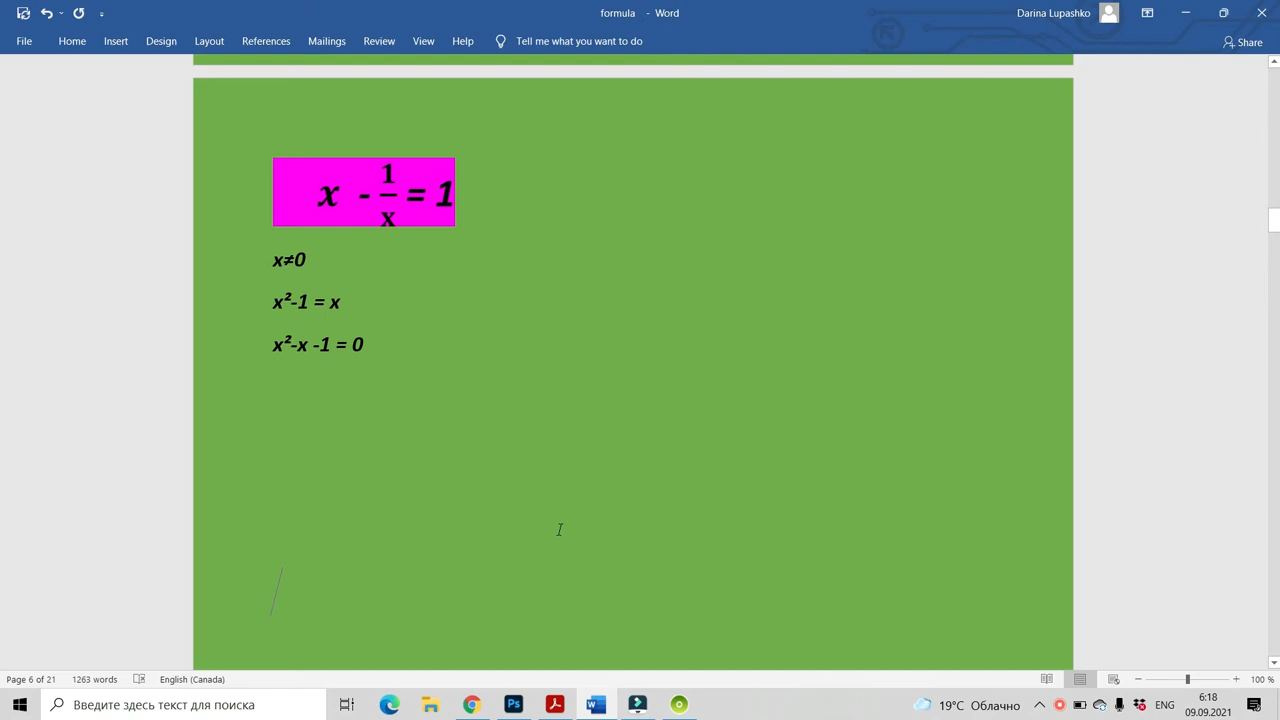 formula - Word
Darina Lupashko
File Home Insert Design Layout References Mailings Review View Help Tell me what you want to do
Share
x - 1/x = 1
x≠0
x²-1 = x
x²-x -1 = 0
Page 6 of 21 1263 words English (Canada)
100 %
Введите здесь текст для поиска
Ps
19°C Облачно
ENG
6:18
09.09.2021